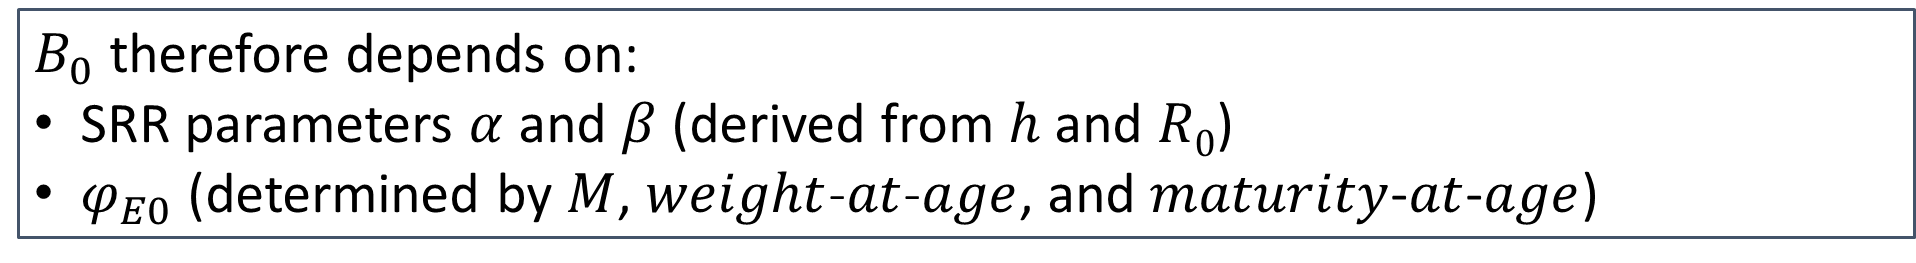 B₀ therefore depends on:
• SRR parameters α and β (derived from h and R₀)
• φ_E0 (determined by M, weight-at-age, and maturity-at-age)